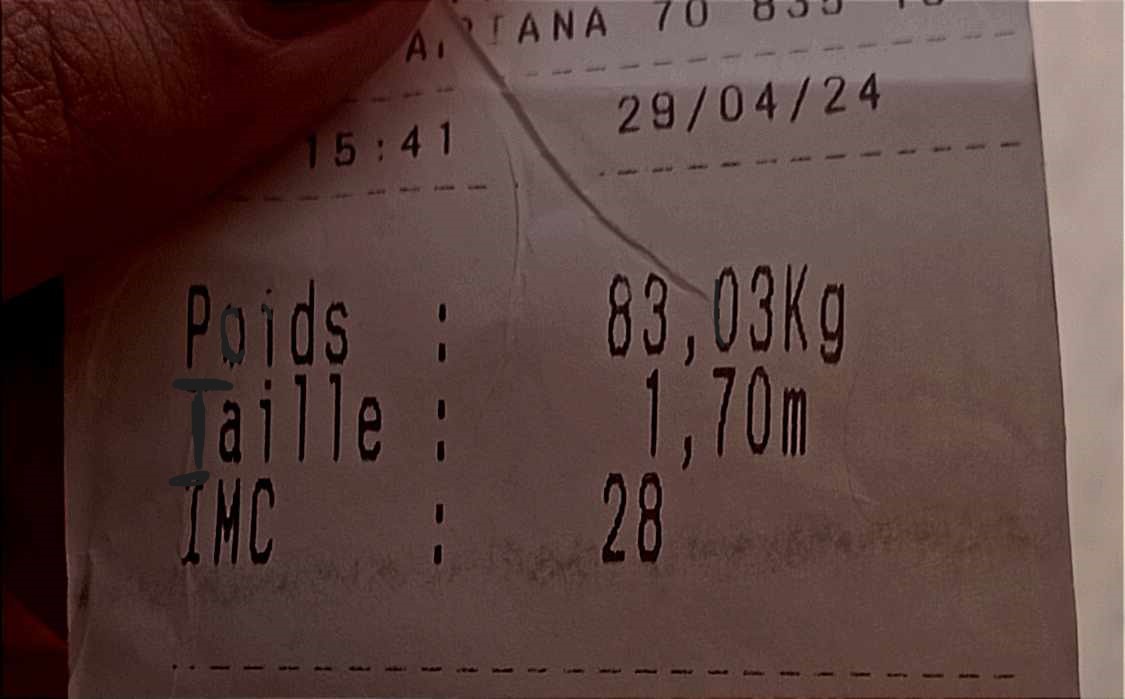 15:41 29/04/24
Poids : 83,03Kg
Taille : 1,70m
IMC : 28